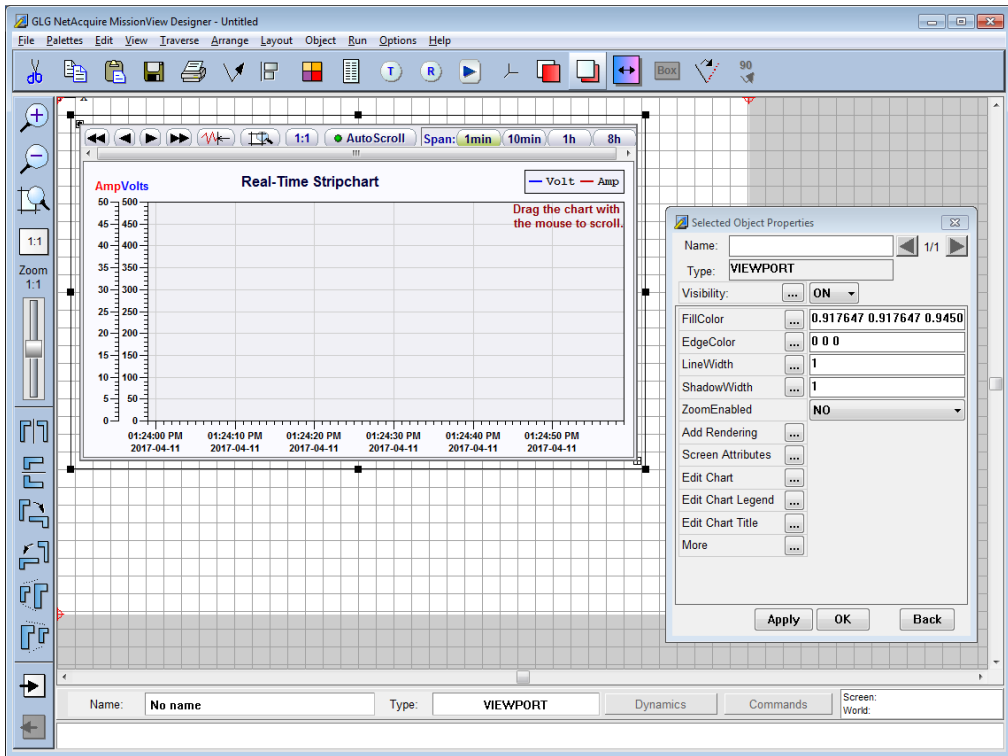 GLG NetAcquire MissionView Designer - Untitled
File Palettes Edit View Traverse Arrange Layout Object Run Options Help
T R Box 90
1:1 AutoScroll Span: 1min 10min 1h 8h
AmpVolts Real-Time Stripchart Volt Amp
Drag the chart with
the mouse to scroll.
50 500
45 450
40 400
35 350
30 300
25 250
20 200
15 150
10 100
5 50
0 0
01:24:00 PM 01:24:10 PM 01:24:20 PM 01:24:30 PM 01:24:40 PM 01:24:50 PM
2017-04-11 2017-04-11 2017-04-11 2017-04-11 2017-04-11 2017-04-11
1:1
Zoom
1:1
Selected Object Properties
Name: 1/1
Type: VIEWPORT
Visibility: ... ON
FillColor ... 0.917647 0.917647 0.9450
EdgeColor ... 0 0 0
LineWidth ... 1
ShadowWidth ... 1
ZoomEnabled NO
Add Rendering ...
Screen Attributes ...
Edit Chart ...
Edit Chart Legend ...
Edit Chart Title ...
More ...
Apply OK Back
Name: No name Type: VIEWPORT Dynamics Commands
Screen:
World: